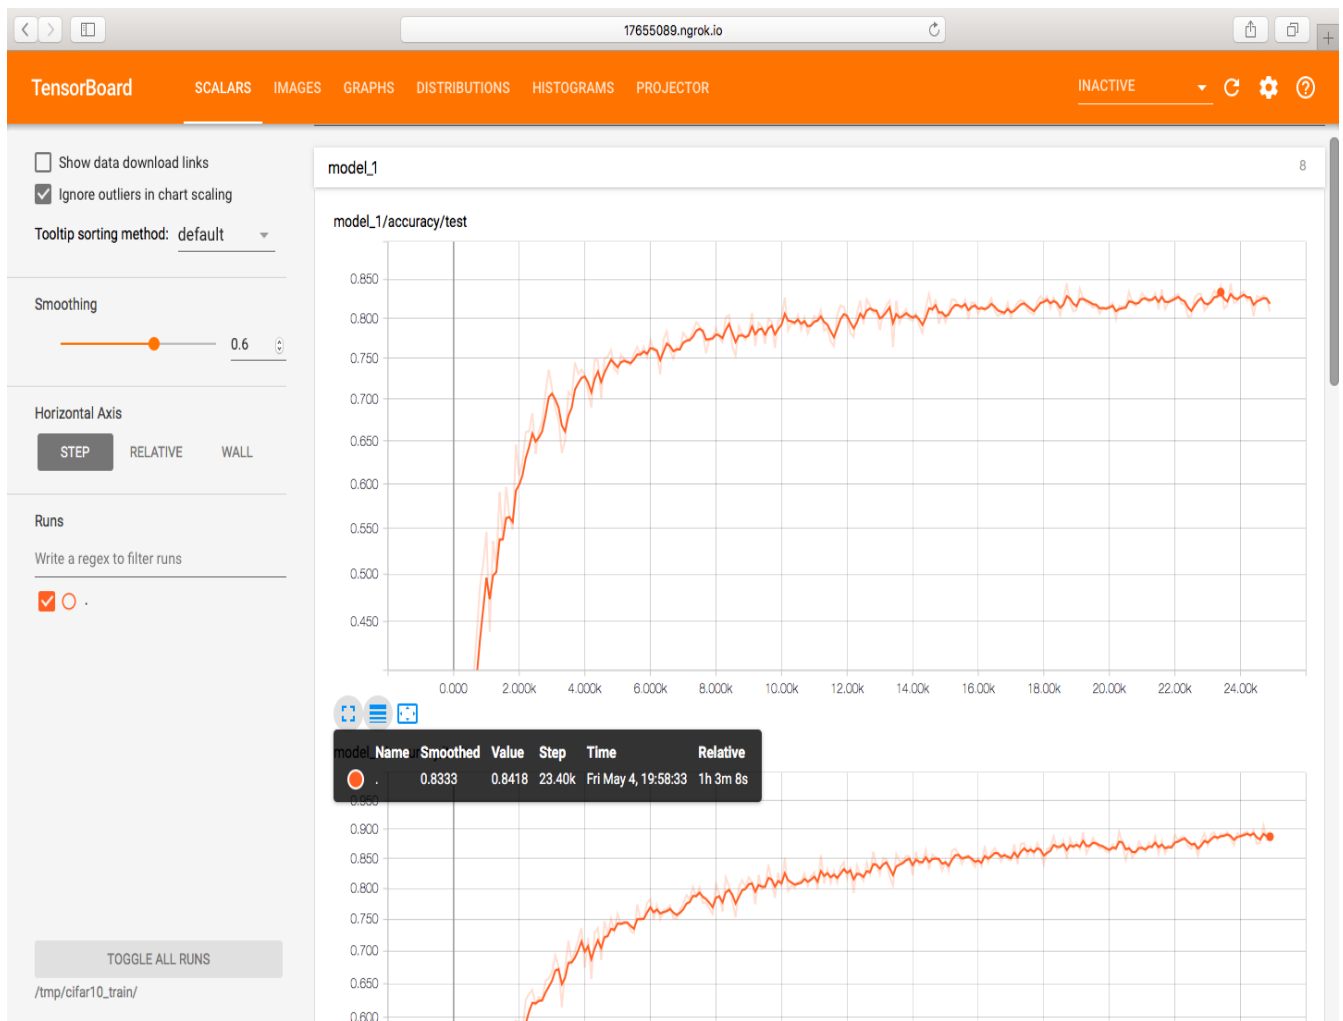 17655089.ngrok.io
TensorBoard SCALARS IMAGES GRAPHS DISTRIBUTIONS HISTOGRAMS PROJECTOR INACTIVE
Show data download links
Ignore outliers in chart scaling
Tooltip sorting method: default
Smoothing
0.6
Horizontal Axis
STEP RELATIVE WALL
Runs
Write a regex to filter runs
.
TOGGLE ALL RUNS
/tmp/cifar10_train/
model_1 8
model_1/accuracy/test
0.850
0.800
0.750
0.700
0.650
0.600
0.550
0.500
0.450
0.000 2.000k 4.000k 6.000k 8.000k 10.00k 12.00k 14.00k 16.00k 18.00k 20.00k 22.00k 24.00k
Name Smoothed Value Step Time Relative
. 0.8333 0.8418 23.40k Fri May 4, 19:58:33 1h 3m 8s
0.950
0.900
0.850
0.800
0.750
0.700
0.650
0.600